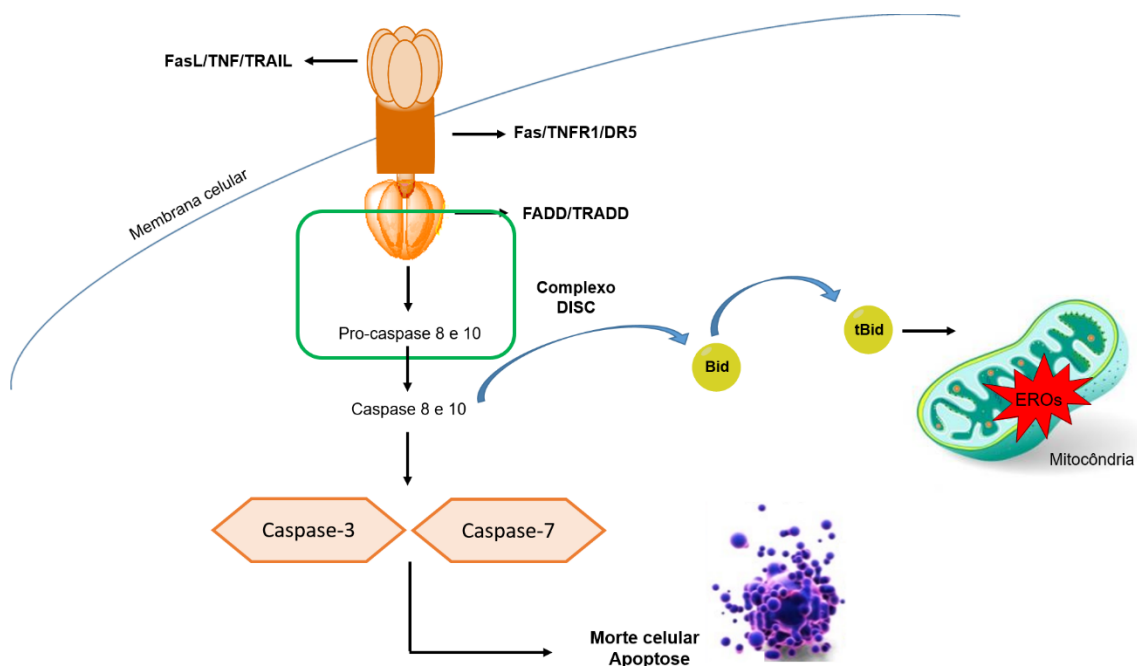 FasL/TNF/TRAIL
Fas/TNFR1/DR5
Membrana celular
FADD/TRADD
Complexo
DISC
Pro-caspase 8 e 10
Bid
tBid
Caspase 8 e 10
EROs
Mitocôndria
Caspase-3
Caspase-7
Morte celular
Apoptose